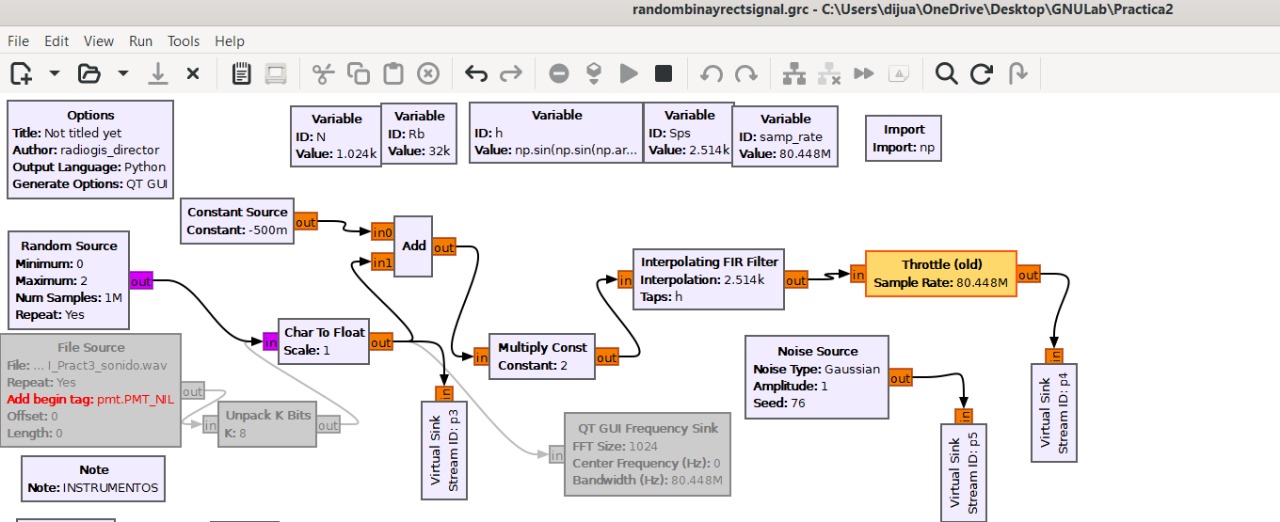 randombinayrectsignal.grc - C:\Users\dijua\OneDrive\Desktop\GNULab\Practica2
File Edit View Run Tools Help
Options
Title: Not titled yet
Author: radiogis_director
Output Language: Python
Generate Options: QT GUI
Variable
ID: N
Value: 1.024k
Variable
ID: Rb
Value: 32k
Variable
ID: h
Value: np.sin(np.sin(np.ar...
Variable
ID: Sps
Value: 2.514k
Variable
ID: samp_rate
Value: 80.448M
Import
Import: np
Constant Source
Constant: -500m
out
in0
in1
Add
out
Random Source
Minimum: 0
Maximum: 2
Num Samples: 1M
Repeat: Yes
out
in
Char To Float
Scale: 1
out
in
Multiply Const
Constant: 2
out
in
Interpolating FIR Filter
Interpolation: 2.514k
Taps: h
out
in
Throttle (old)
Sample Rate: 80.448M
out
File Source
File: ... I_Pract3_sonido.wav
Repeat: Yes
Add begin tag: pmt.PMT_NIL
Offset: 0
Length: 0
out
in
Unpack K Bits
K: 8
out
in
Virtual Sink
Stream ID: p3
in
QT GUI Frequency Sink
FFT Size: 1024
Center Frequency (Hz): 0
Bandwidth (Hz): 80.448M
Noise Source
Noise Type: Gaussian
Amplitude: 1
Seed: 76
out
in
Virtual Sink
Stream ID: p5
in
Virtual Sink
Stream ID: p4
Note
Note: INSTRUMENTOS